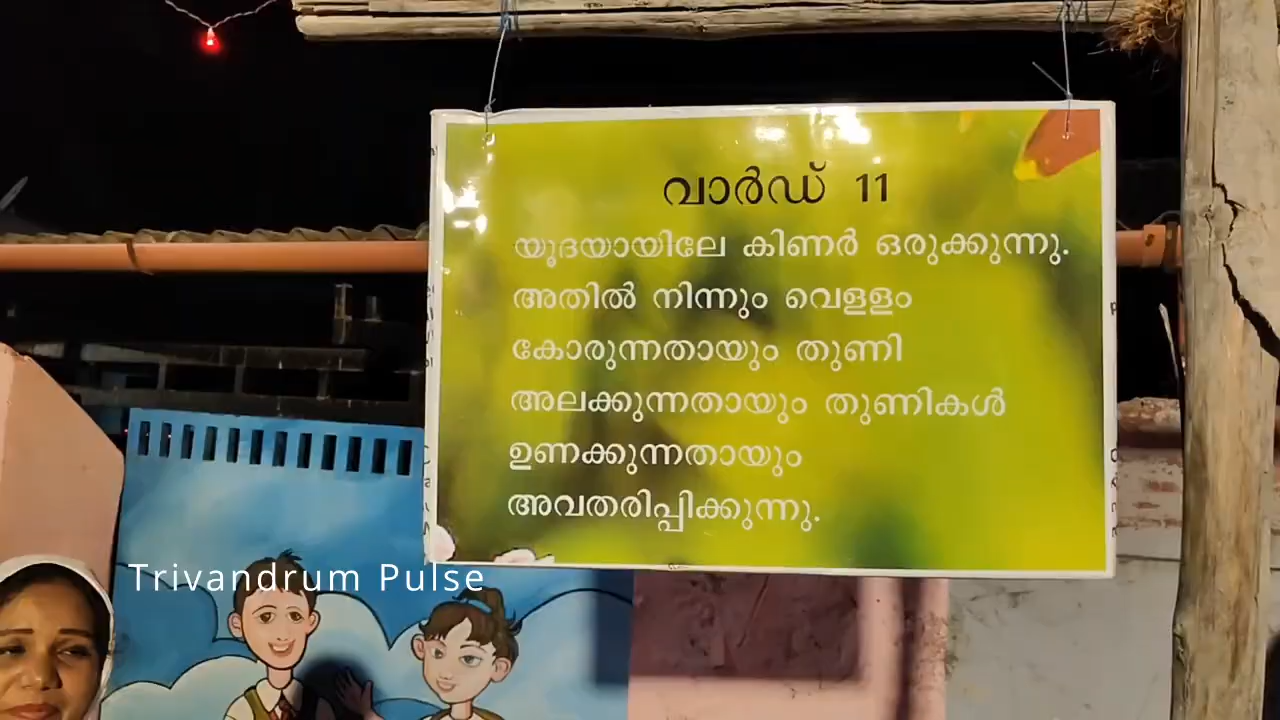 വാർഡ് 11
യൂദയായിലേ കിണർ ഒരുക്കുന്നു.
അതിൽ നിന്നും വെളളം
കോരുന്നതായും തുണി
അലക്കുന്നതായും തുണികൾ
ഉണക്കുന്നതായും
അവതരിപ്പിക്കുന്നു.
Trivandrum Pulse